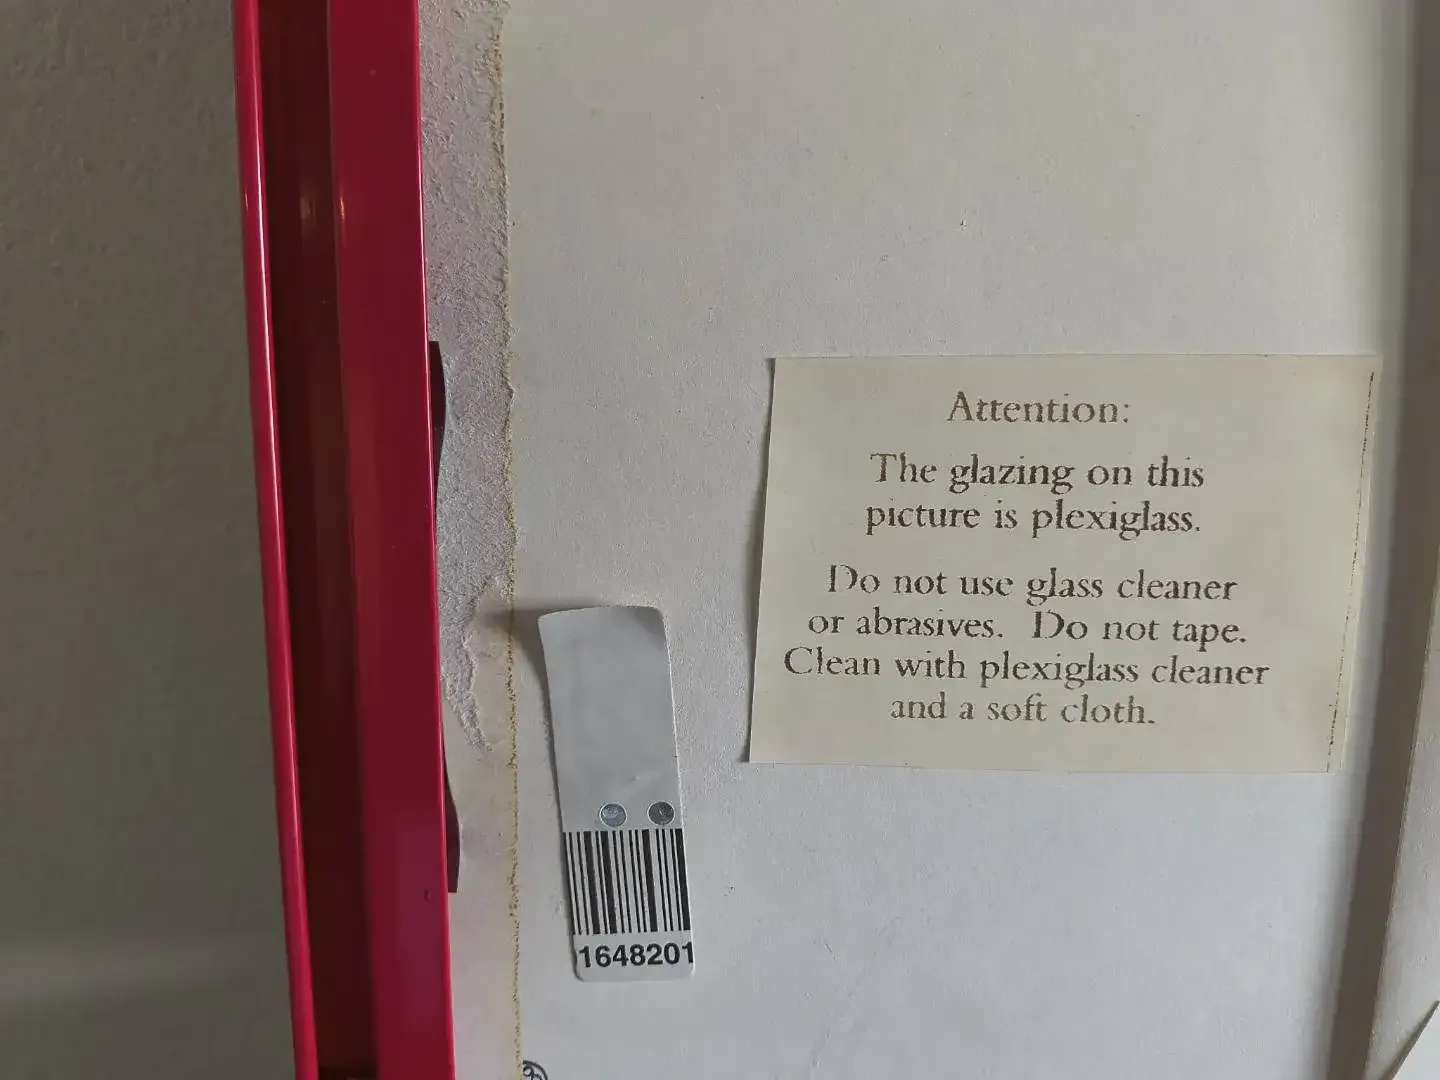 Attention:
The glazing on this
picture is plexiglass.
Do not use glass cleaner
or abrasives. Do not tape.
Clean with plexiglass cleaner
and a soft cloth.
1648201